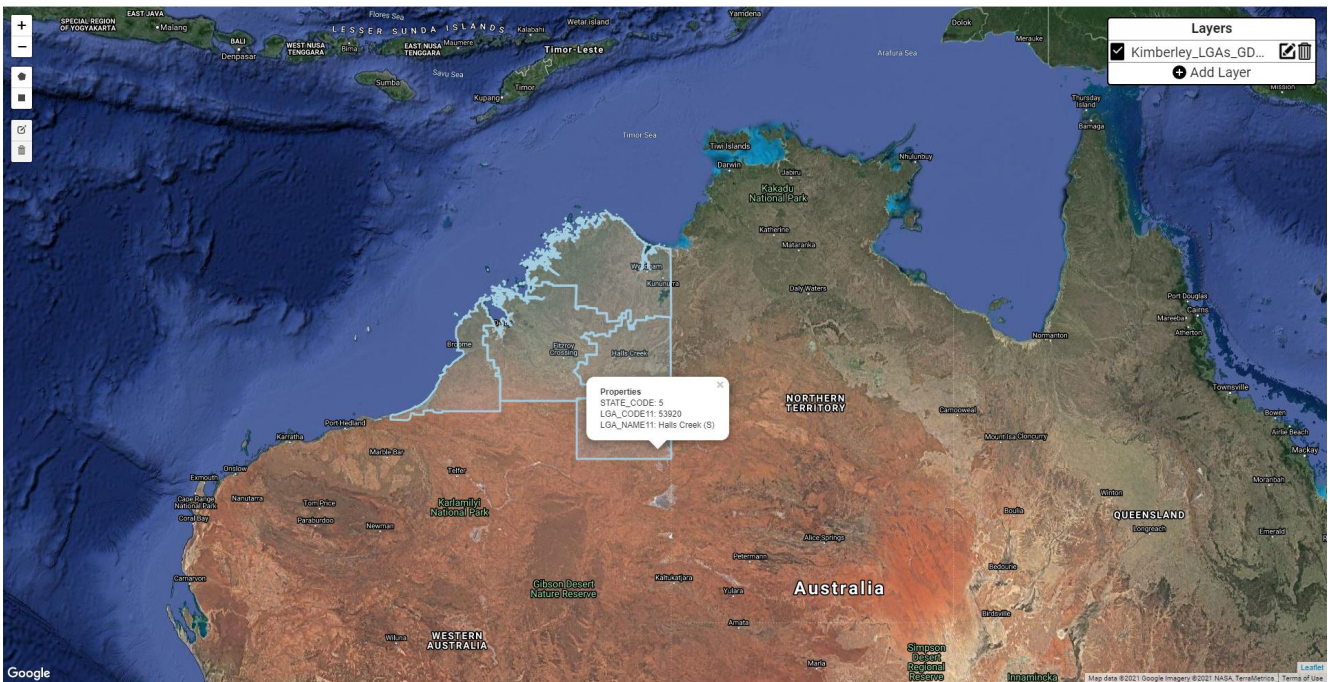 EAST JAVA
SPECIAL REGION
OF YOGYAKARTA
Malang
BALI
Denpasar
Flores Sea
LESSER SUNDA ISLANDS
WEST NUSA
TENGGARA
Bima
EAST NUSA
TENGGARA
Maumere
Kalabahi
Wetar island
Timor-Leste
Yamdena
Dolok
Merauke
Arafura Sea
Savu Sea
Sumba
Kupang
Timor
Timor Sea
Layers
Kimberley_LGAs_GD...
Add Layer
Mission
Thursday
Island
Bamaga
Tiwi Islands
Darwin
Jabiru
Nhulunbuy
Kakadu
National Park
Katherine
Mataranka
Kununurra
Daly Waters
Broome
Fitzroy
Crossing
Halls Creek
Port Douglas
Cairns
Mareeba
Atherton
Normanton
Properties
STATE_CODE: 5
LGA_CODE11: 53920
LGA_NAME11: Halls Creek (S)
NORTHERN
TERRITORY
Camooweal
Townsville
Bowen
Airlie Beach
Mackay
Port Hedland
Karratha
Marble Bar
Mount Isa
Cloncurry
Onslow
Exmouth
Telfer
Moranbah
Cape Range
National Park
Nanutarra
Tom Price
Karlamilyi
National Park
Winton
Coral Bay
Paraburdoo
Newman
Boulia
QUEENSLAND
Longreach
Emerald
Alice Springs
Petermann
Bedourie
Carnarvon
Gibson Desert
Nature Reserve
Kaltukatjara
Yulara
Australia
Birdsville
Amata
Wiluna
WESTERN
AUSTRALIA
Marla
Simpson
Desert
Regional
Reserve
Innamincka
Google
Leaflet
Map data ©2021 Google Imagery ©2021 NASA, TerraMetrics
Terms of Use